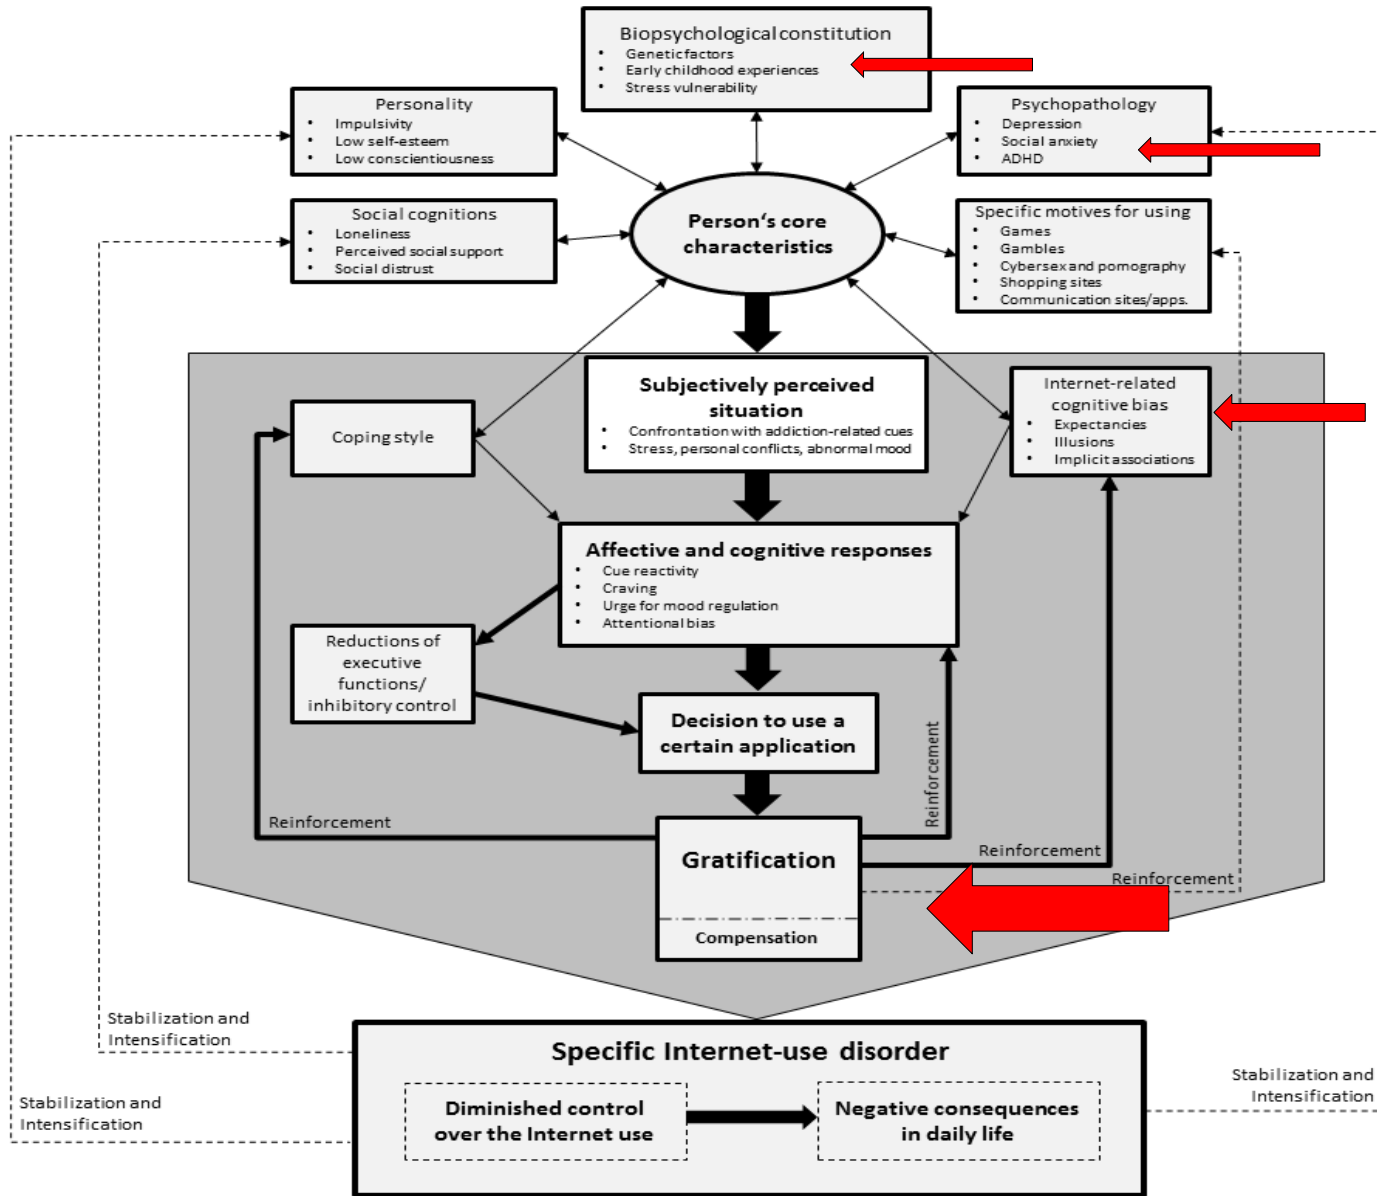 Biopsychological constitution
• Genetic factors
• Early childhood experiences
• Stress vulnerability
Personality
• Impulsivity
• Low self-esteem
• Low conscientiousness
Psychopathology
• Depression
• Social anxiety
• ADHD
Social cognitions
• Loneliness
• Perceived social support
• Social distrust
Person‘s core
characteristics
Specific motives for using
• Games
• Gambles
• Cybersex and pornography
• Shopping sites
• Communication sites/apps.
Subjectively perceived
situation
• Confrontation with addiction-related cues
• Stress, personal conflicts, abnormal mood
Coping style
Internet-related
cognitive bias
• Expectancies
• Illusions
• Implicit associations
Affective and cognitive responses
• Cue reactivity
• Craving
• Urge for mood regulation
• Attentional bias
Reductions of
executive
functions/
inhibitory control
Decision to use a
certain application
Reinforcement
Reinforcement
Gratification
Reinforcement
Reinforcement
Compensation
Stabilization and
Intensification
Specific Internet-use disorder
Stabilization and
Intensification
Diminished control
over the Internet use
Negative consequences
in daily life
Stabilization and
Intensification